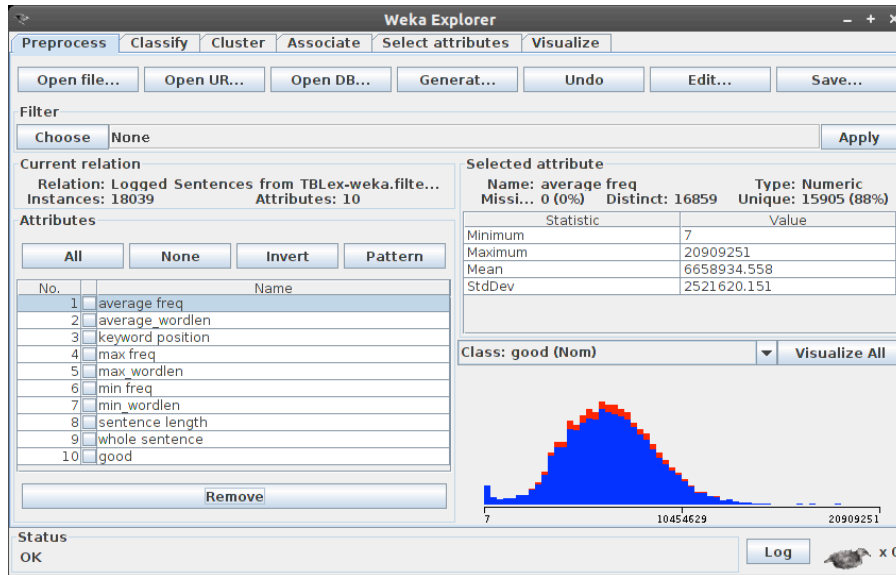 Weka Explorer
Preprocess Classify Cluster Associate Select attributes Visualize
Open file... Open UR... Open DB... Generat... Undo Edit... Save...
Filter
Choose None Apply
Current relation
Relation: Logged Sentences from TBLex-weka.filte...
Instances: 18039 Attributes: 10
Attributes
All None Invert Pattern
No. Name
1 average freq
2 average_wordlen
3 keyword position
4 max freq
5 max_wordlen
6 min freq
7 min_wordlen
8 sentence length
9 whole sentence
10 good
Remove
Selected attribute
Name: average freq Type: Numeric
Missi... 0 (0%) Distinct: 16859 Unique: 15905 (88%)
Statistic Value
Minimum 7
Maximum 20909251
Mean 6658934.558
StdDev 2521620.151
Class: good (Nom) Visualize All
7 10454629 20909251
Status
OK
Log x 0